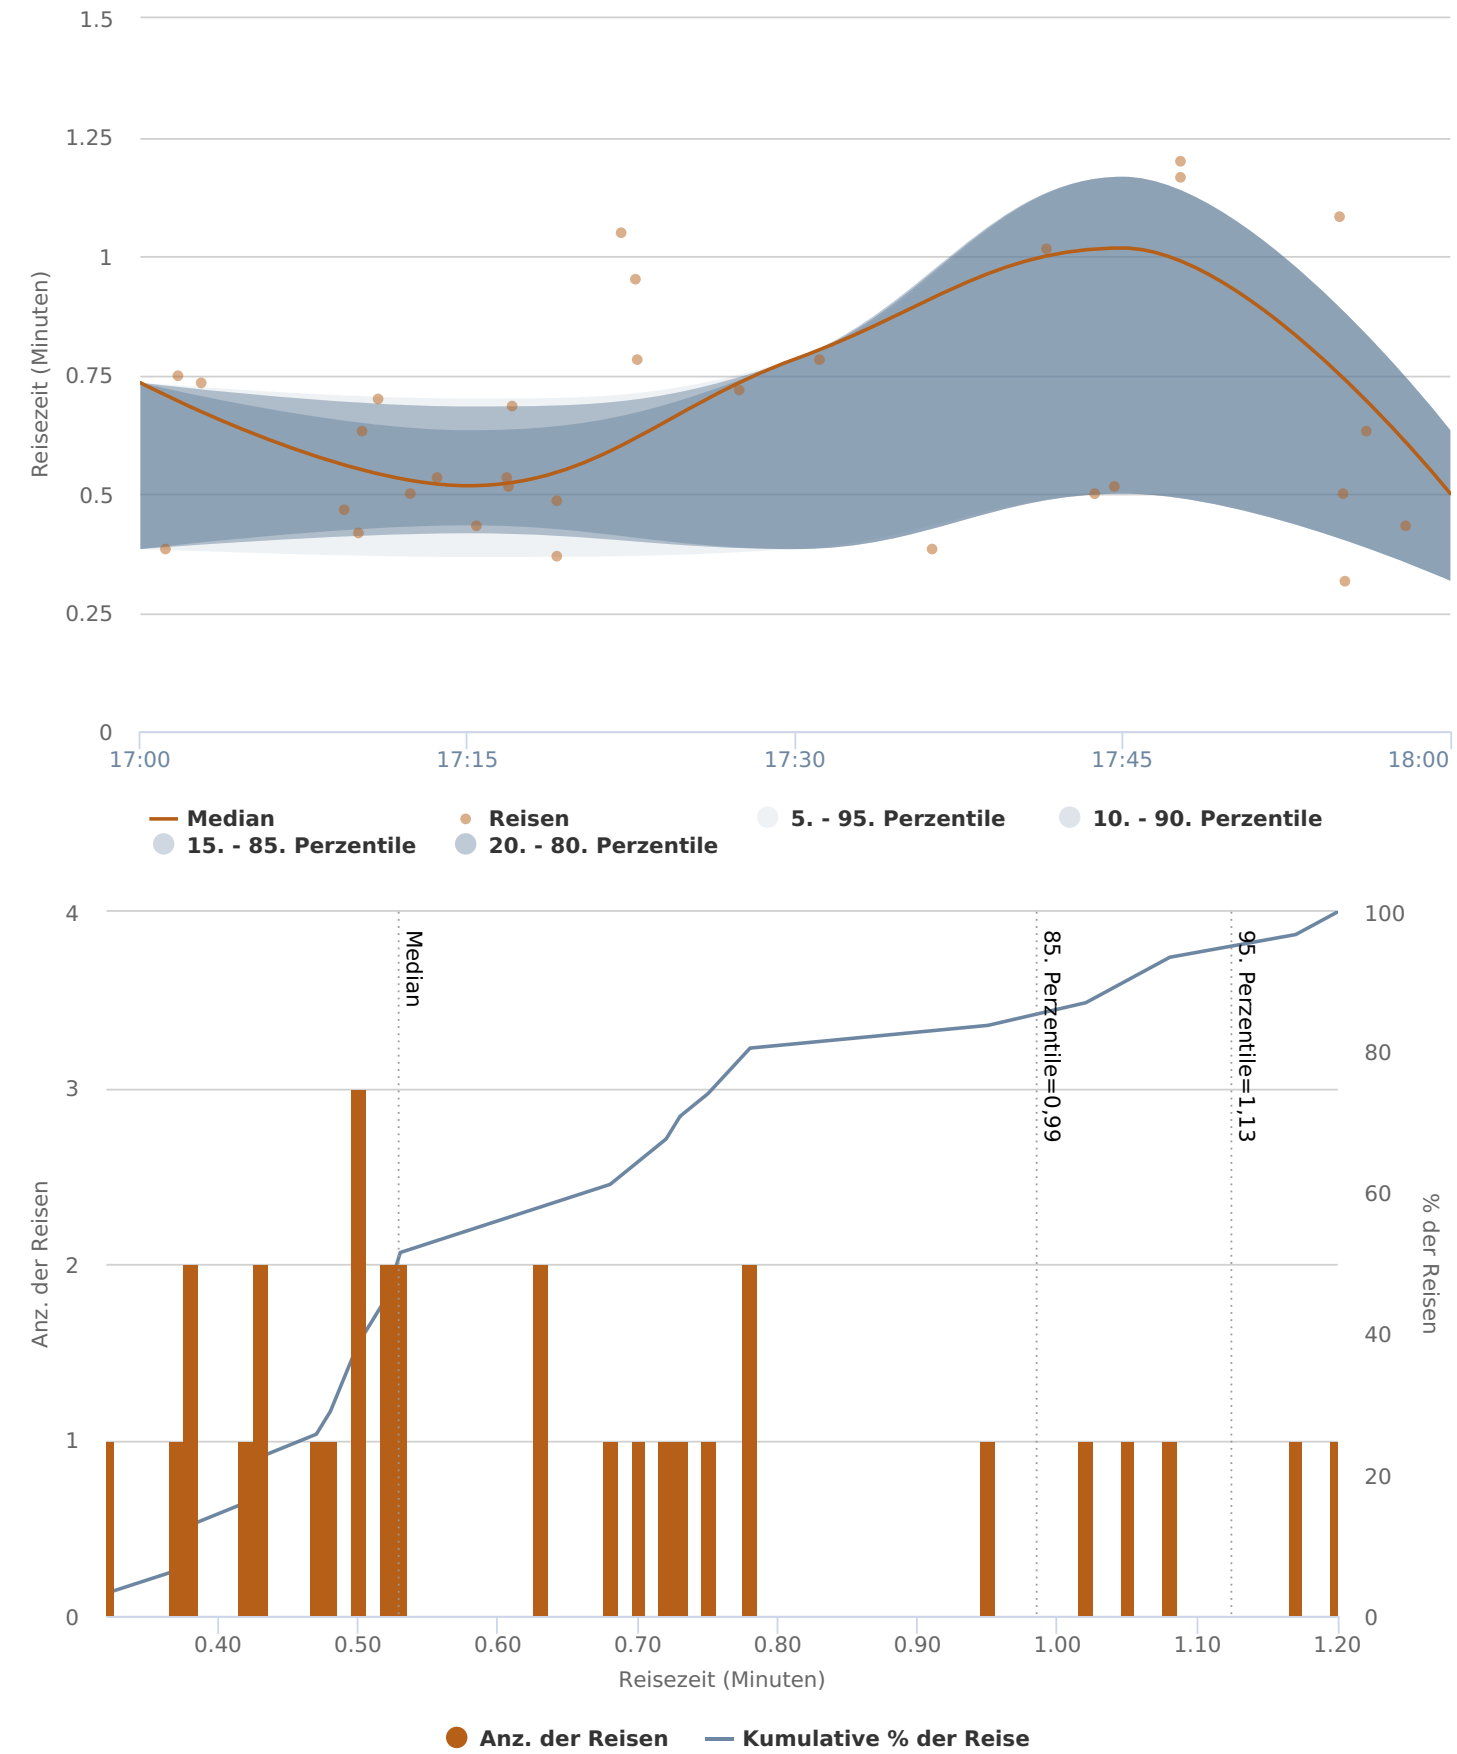 1.5
1.25
1
0.75
0.5
0.25
0
Reisezeit (Minuten)
17:00 17:15 17:30 17:45 18:00
Median Reisen 5. - 95. Perzentile 10. - 90. Perzentile
15. - 85. Perzentile 20. - 80. Perzentile
4
3
2
1
0
Anz. der Reisen
Median
85. Perzentile=0,99
95. Perzentile=1,13
100
80
60
40
20
0
% der Reisen
0.40 0.50 0.60 0.70 0.80 0.90 1.00 1.10 1.20
Reisezeit (Minuten)
Anz. der Reisen Kumulative % der Reise